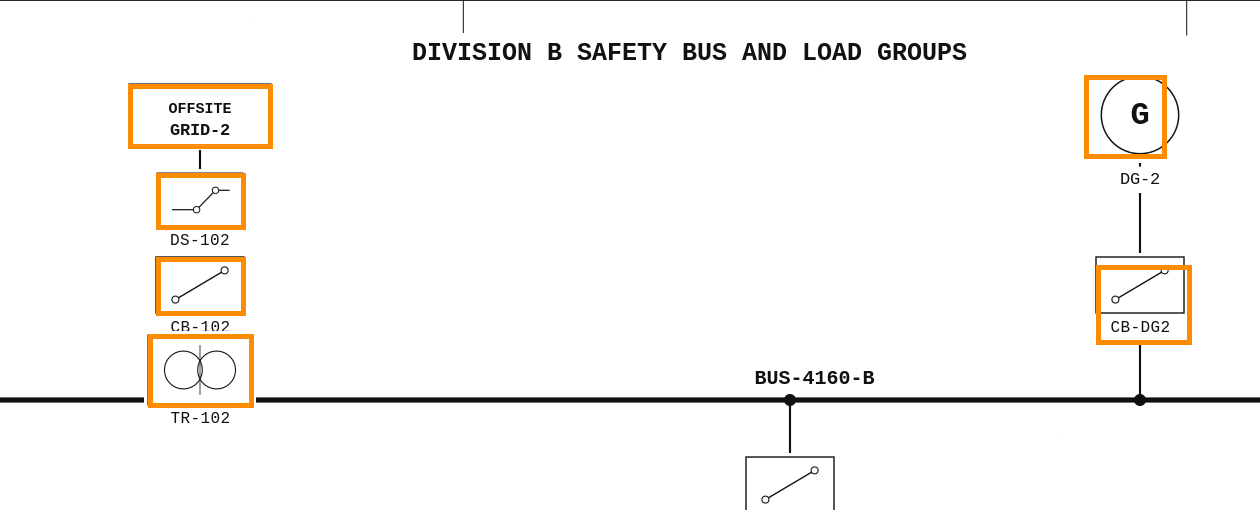 DIVISION B SAFETY BUS AND LOAD GROUPS
OFFSITE
GRID-2
G
DG-2
DS-102
CB-102
CB-DG2
BUS-4160-B
TR-102